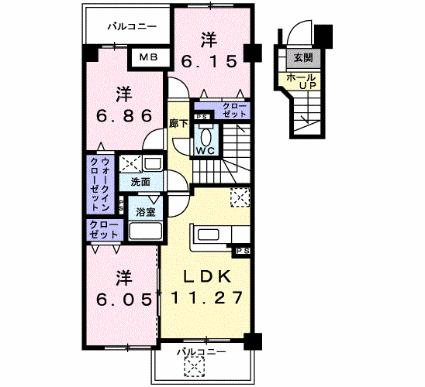 バルコニー
MB
洋
6.15
洋
6.86
クロー
ゼット
PS
廊下
WC
玄関
ホール
UP
ウォークイン
クローゼット
洗面
浴室
クロー
ゼット
洋
6.05
PS
LDK
11.27
バルコニー